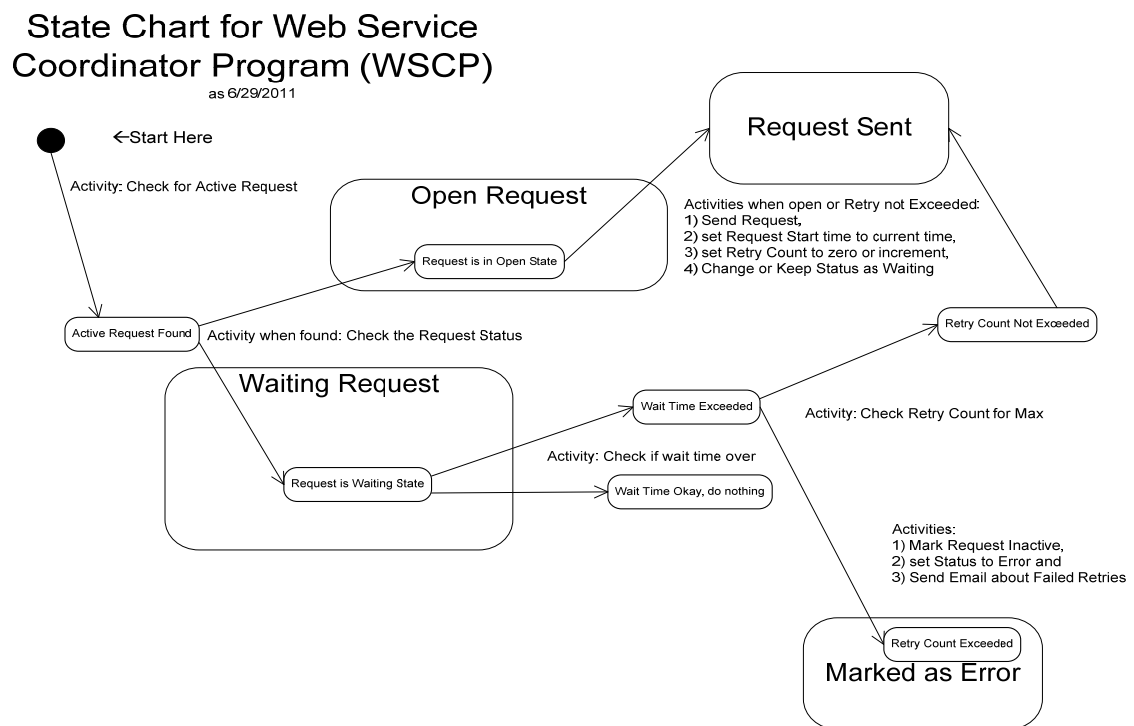 State Chart for Web Service
Coordinator Program (WSCP)
as 6/29/2011
←Start Here
Activity: Check for Active Request
Request Sent
Open Request
Activities when open or Retry not Exceeded:
1) Send Request,
2) set Request Start time to current time,
3) set Retry Count to zero or increment,
4) Change or Keep Status as Waiting
Request is in Open State
Active Request Found
Activity when found: Check the Request Status
Retry Count Not Exceeded
Waiting Request
Wait Time Exceeded
Activity: Check Retry Count for Max
Activity: Check if wait time over
Request is Waiting State
Wait Time Okay, do nothing
Activities:
1) Mark Request Inactive,
2) set Status to Error and
3) Send Email about Failed Retries
Retry Count Exceeded
Marked as Error